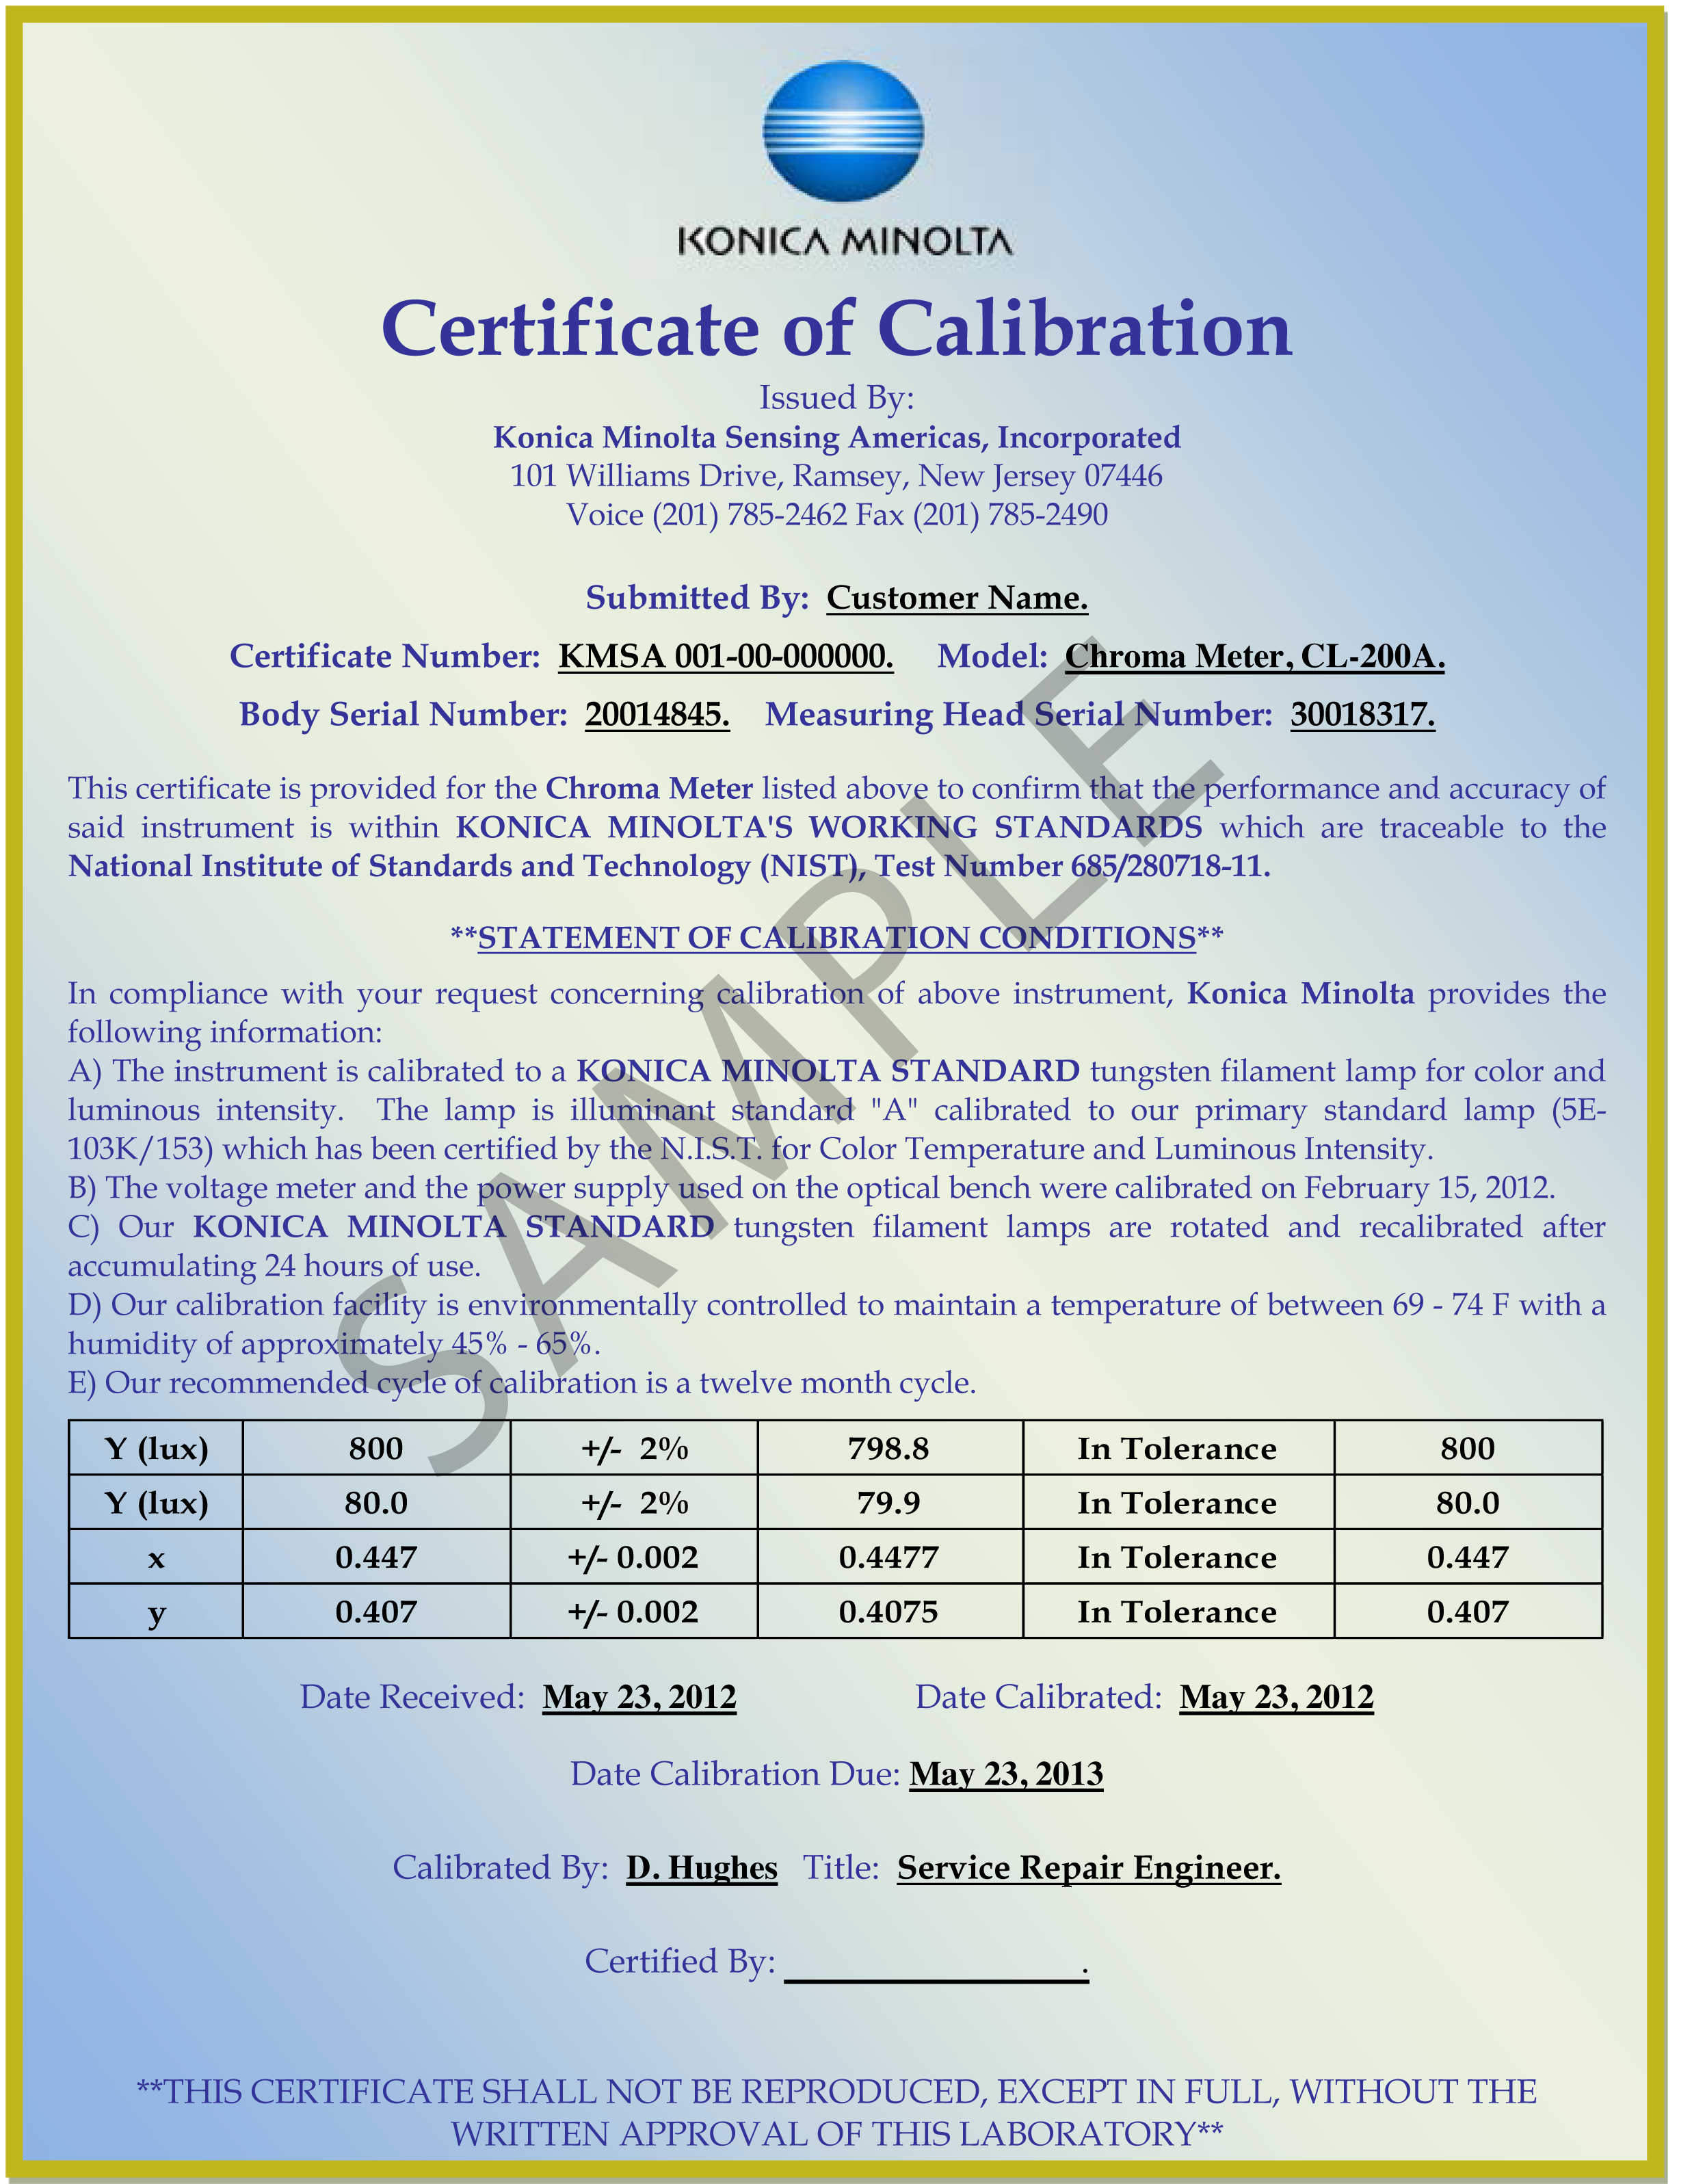 KONICA MINOLTA
Certificate of Calibration
Issued By:
Konica Minolta Sensing Americas, Incorporated
101 Williams Drive, Ramsey, New Jersey 07446
Voice (201) 785-2462 Fax (201) 785-2490
Submitted By: Customer Name.
Certificate Number: KMSA 001-00-000000. Model: Chroma Meter, CL-200A.
Body Serial Number: 20014845. Measuring Head Serial Number: 30018317.
This certificate is provided for the Chroma Meter listed above to confirm that the performance and accuracy of
said instrument is within KONICA MINOLTA'S WORKING STANDARDS which are traceable to the
National Institute of Standards and Technology (NIST), Test Number 685/280718-11.
**STATEMENT OF CALIBRATION CONDITIONS**
In compliance with your request concerning calibration of above instrument, Konica Minolta provides the
following information:
A) The instrument is calibrated to a KONICA MINOLTA STANDARD tungsten filament lamp for color and
luminous intensity. The lamp is illuminant standard "A" calibrated to our primary standard lamp (5E-
103K/153) which has been certified by the N.I.S.T. for Color Temperature and Luminous Intensity.
B) The voltage meter and the power supply used on the optical bench were calibrated on February 15, 2012.
C) Our KONICA MINOLTA STANDARD tungsten filament lamps are rotated and recalibrated after
accumulating 24 hours of use.
D) Our calibration facility is environmentally controlled to maintain a temperature of between 69 - 74 F with a
humidity of approximately 45% - 65%.
E) Our recommended cycle of calibration is a twelve month cycle.
Y (lux) 800 +/- 2% 798.8 In Tolerance 800
Y (lux) 80.0 +/- 2% 79.9 In Tolerance 80.0
x 0.447 +/- 0.002 0.4477 In Tolerance 0.447
y 0.407 +/- 0.002 0.4075 In Tolerance 0.407
Date Received: May 23, 2012 Date Calibrated: May 23, 2012
Date Calibration Due: May 23, 2013
Calibrated By: D. Hughes Title: Service Repair Engineer.
Certified By: .
**THIS CERTIFICATE SHALL NOT BE REPRODUCED, EXCEPT IN FULL, WITHOUT THE
WRITTEN APPROVAL OF THIS LABORATORY**
SAMPLE